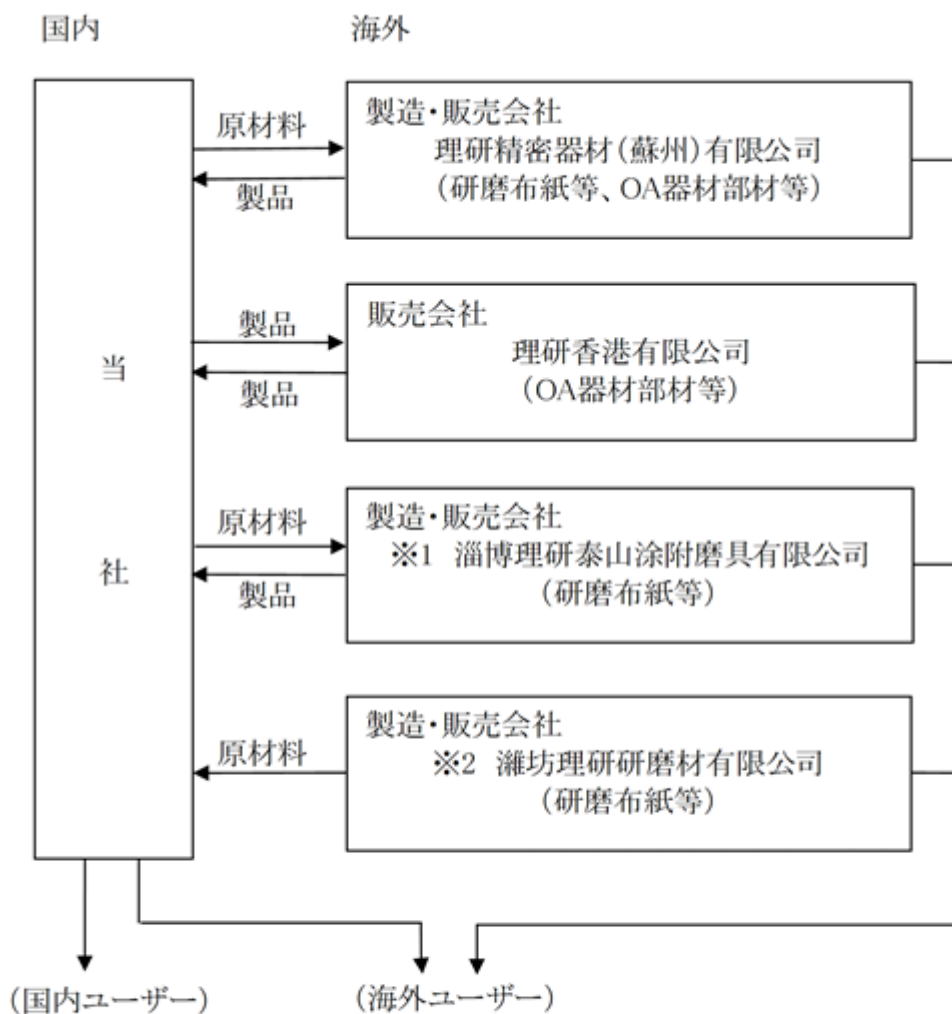 国内
海外
原材料
製品
製造・販売会社
理研精密器材(蘇州)有限公司
(研磨布紙等、OA器材部材等)
製品
製品
販売会社
理研香港有限公司
(OA器材部材等)
当
社
原材料
製品
製造・販売会社
※1 淄博理研泰山涂附磨具有限公司
(研磨布紙等)
原材料
製造・販売会社
※2 濰坊理研研磨材有限公司
(研磨布紙等)
(国内ユーザー)
(海外ユーザー)